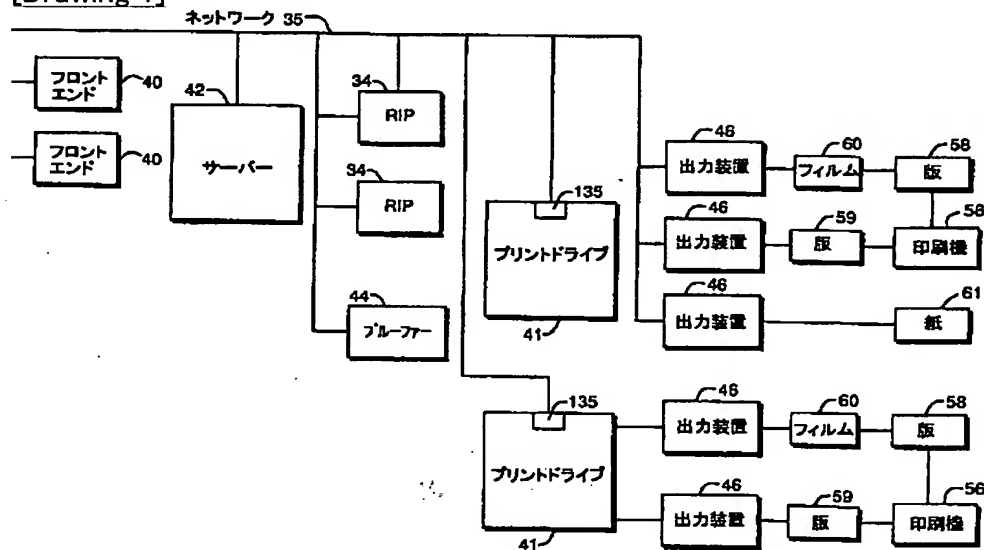 ネットワーク 35
フロント
エンド
40
フロント
エンド
40
42
サーバー
34
RIP
34
RIP
44
プルーファー
135
プリントドライブ
41
46
出力装置
60
フィルム
58
版
46
出力装置
59
版
56
印刷機
46
出力装置
61
紙
135
プリントドライブ
41
46
出力装置
60
フィルム
58
版
46
出力装置
59
版
56
印刷機